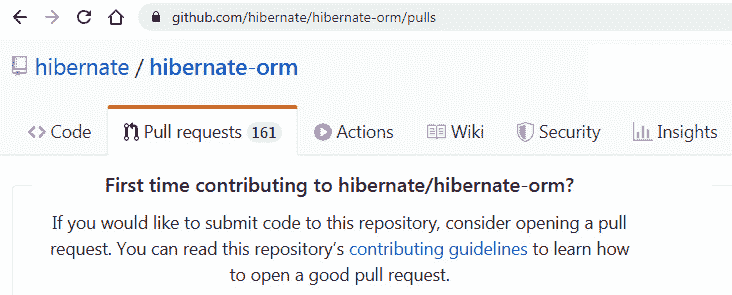 github.com/hibernate/hibernate-orm/pulls
hibernate / hibernate-orm
Code Pull requests 161 Actions Wiki Security Insights
First time contributing to hibernate/hibernate-orm?
If you would like to submit code to this repository, consider opening a pull
request. You can read this repository's contributing guidelines to learn how
to open a good pull request.